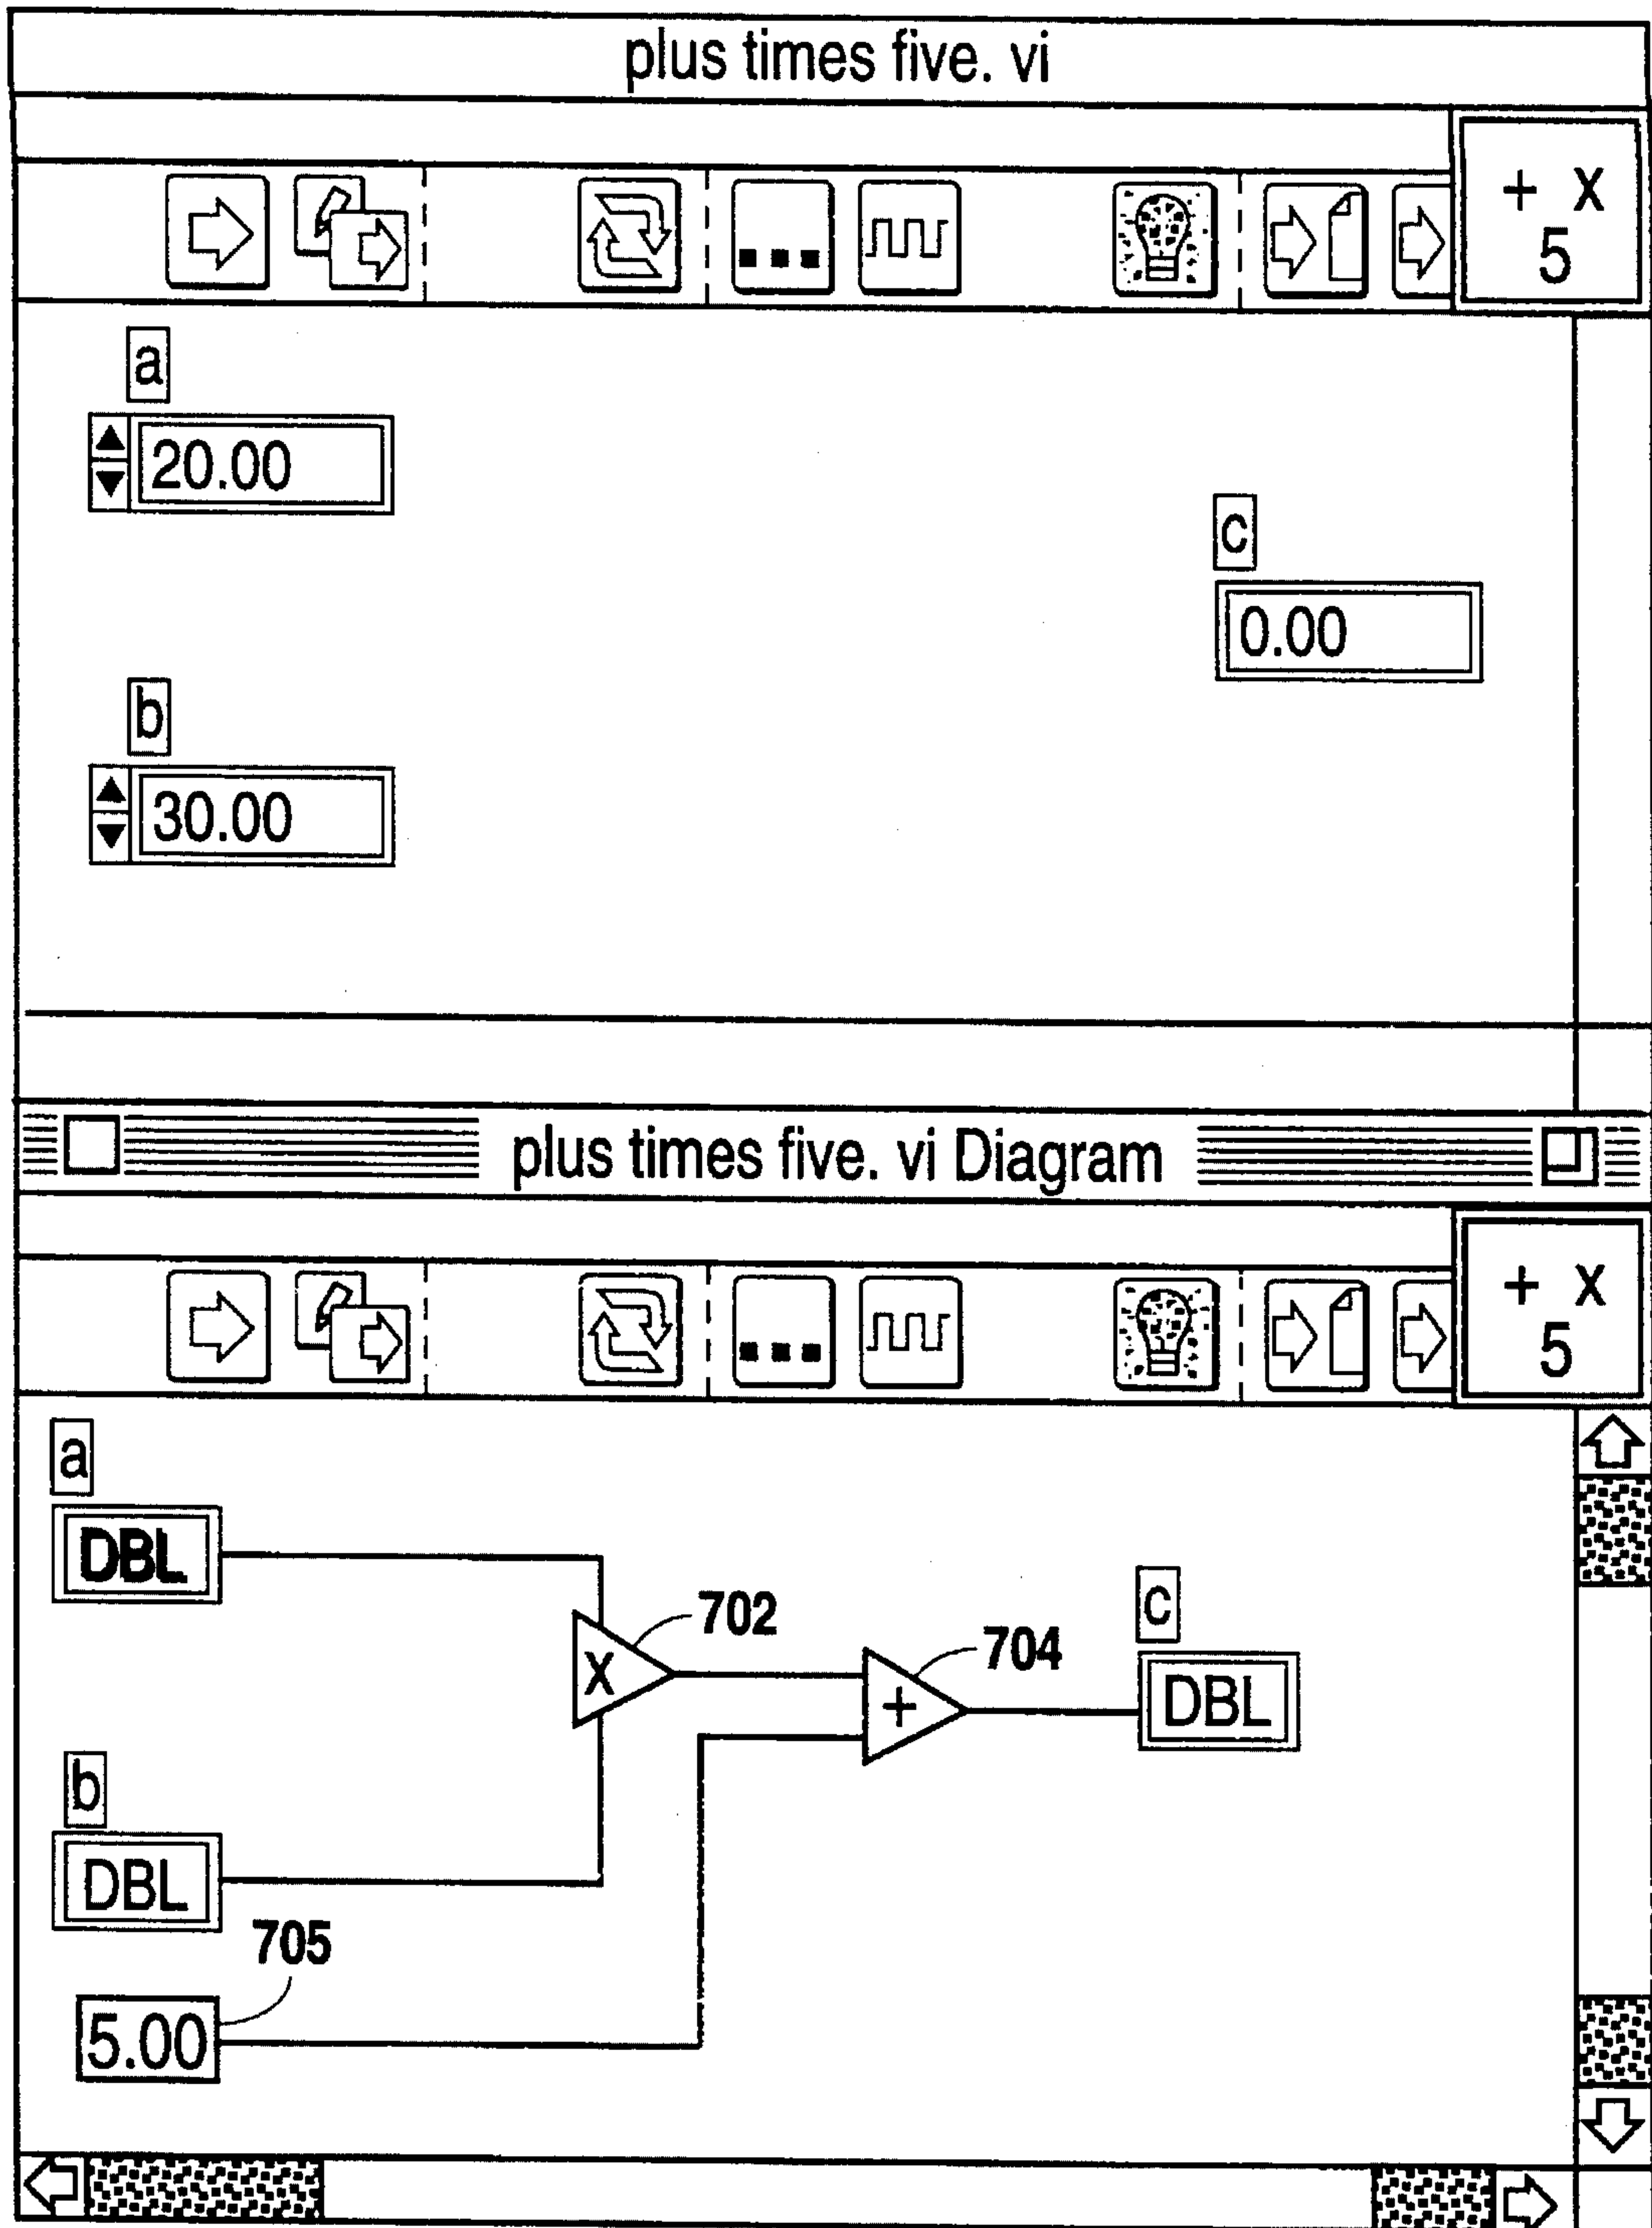 plus times five. vi
+ x
5
a
20.00
c
0.00
b
30.00
plus times five. vi Diagram
+ x
5
a
DBL
702
x
c
704
+
DBL
b
DBL
705
5.00